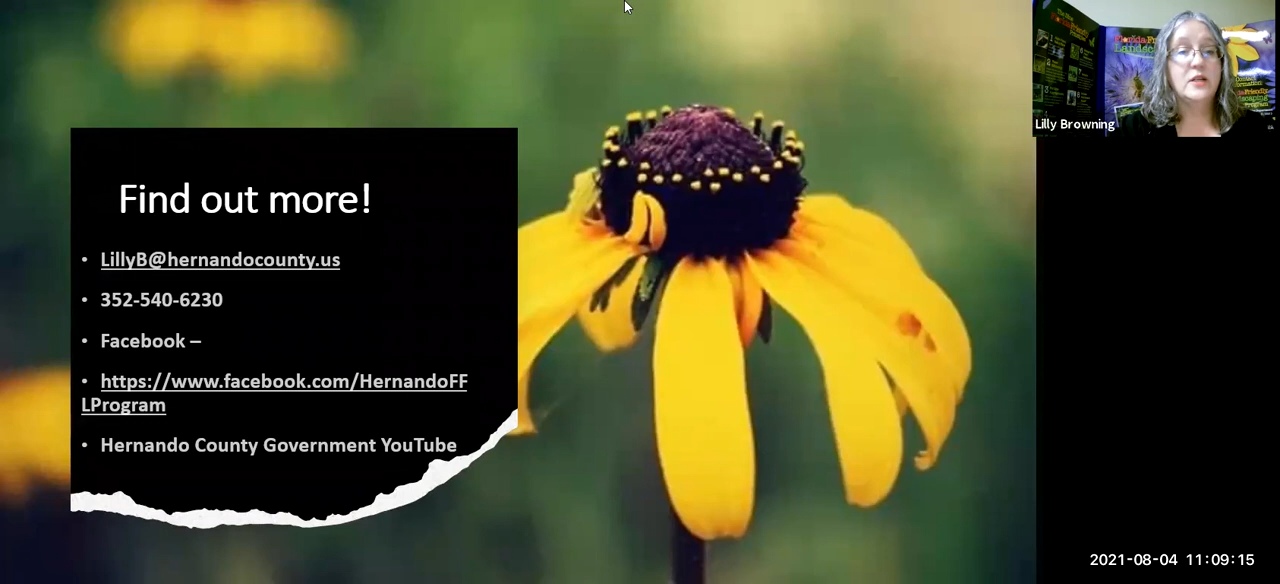 Find out more!
• LillyB@hernandocounty.us
• 352-540-6230
• Facebook –
• https://www.facebook.com/HernandoFF
LProgram
• Hernando County Government YouTube
Lilly Browning
2021-08-04 11:09:15